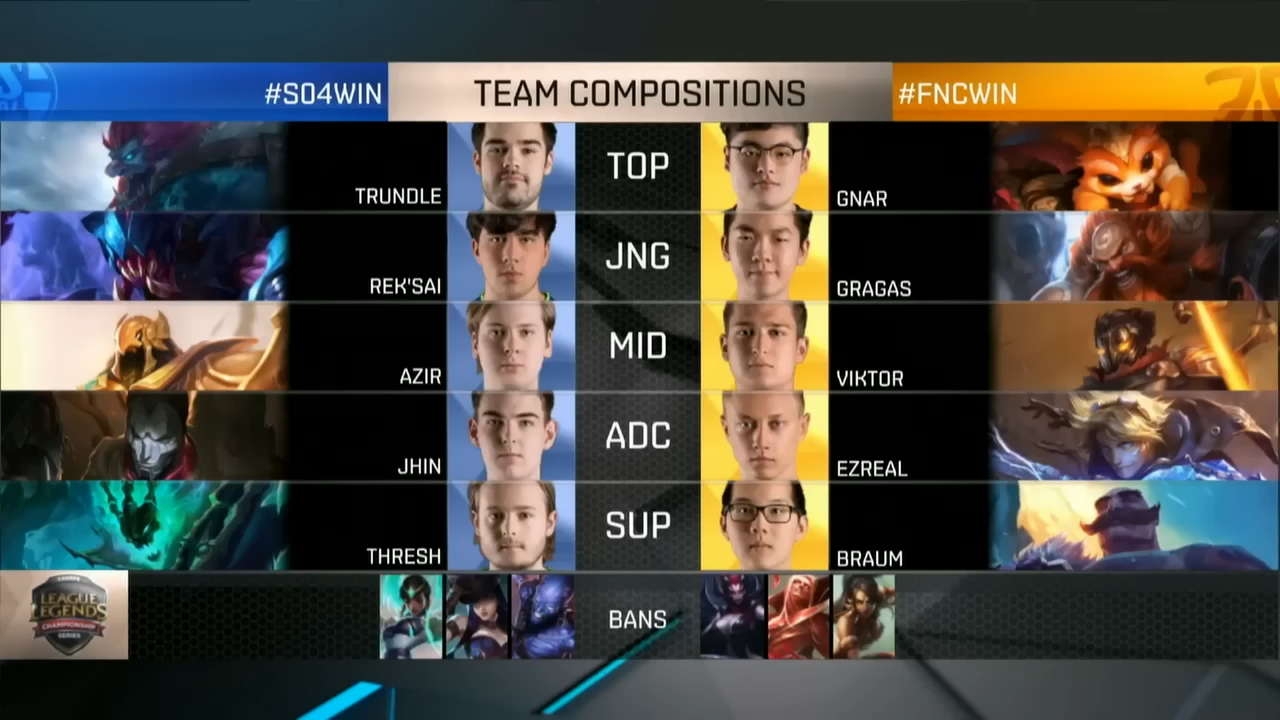 #S04WIN
TEAM COMPOSITIONS
#FNCWIN
TRUNDLE
TOP
GNAR
REK'SAI
JNG
GRAGAS
AZIR
MID
VIKTOR
JHIN
ADC
EZREAL
THRESH
SUP
BRAUM
LEAGUE
LEGENDS
CHAMPIONSHIP
SERIES
BANS